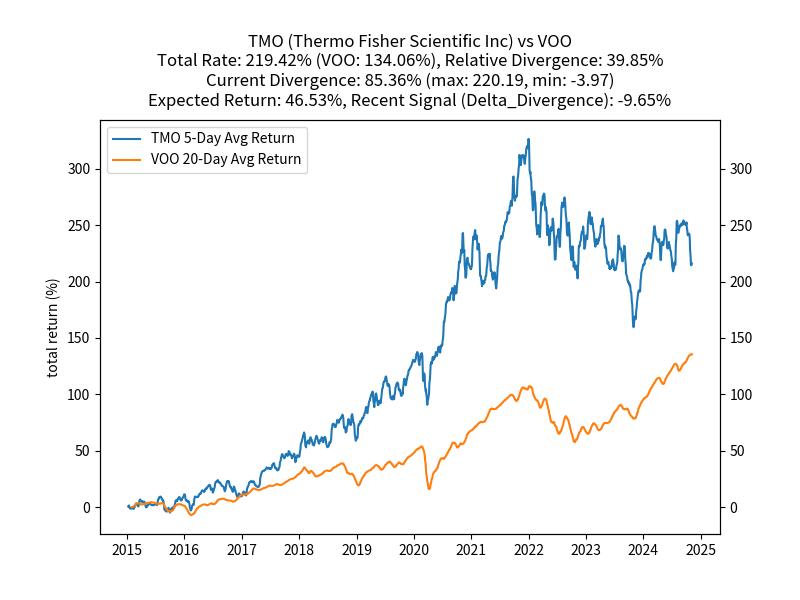 TMO (Thermo Fisher Scientific Inc) vs VOO
Total Rate: 219.42% (VOO: 134.06%), Relative Divergence: 39.85%
Current Divergence: 85.36% (max: 220.19, min: -3.97)
Expected Return: 46.53%, Recent Signal (Delta_Divergence): -9.65%
TMO 5-Day Avg Return
VOO 20-Day Avg Return
total return (%)
300
250
200
150
100
50
0
300
250
200
150
100
50
0
2015 2016 2017 2018 2019 2020 2021 2022 2023 2024 2025